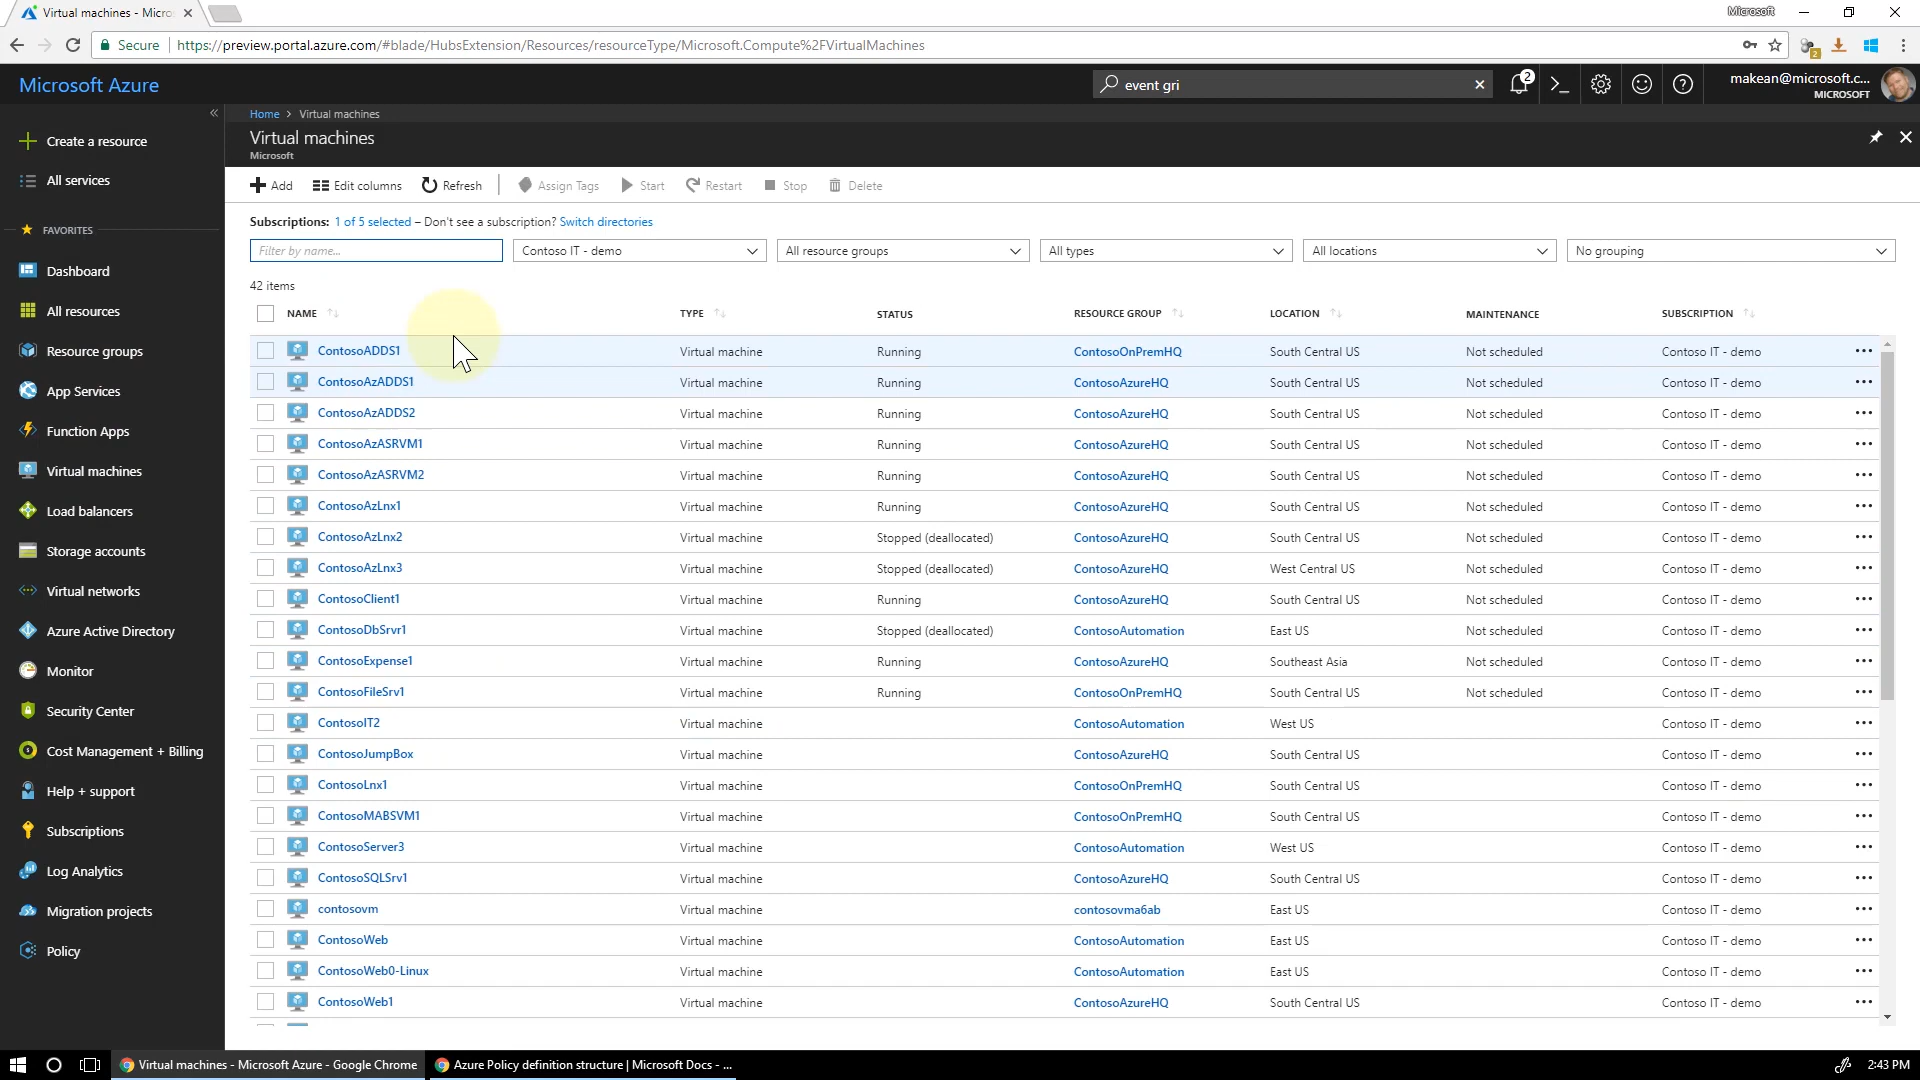 Virtual machines - Micros
Microsoft
Secure https://preview.portal.azure.com/#blade/HubsExtension/Resources/resourceType/Microsoft.Compute%2FVirtualMachines
2
Microsoft Azure
event gri
2
makean@microsoft.c...
MICROSOFT
Home > Virtual machines
Virtual machines
Microsoft
Create a resource
All services
FAVORITES
Dashboard
All resources
Resource groups
App Services
Function Apps
Virtual machines
Load balancers
Storage accounts
Virtual networks
Azure Active Directory
Monitor
Security Center
Cost Management + Billing
Help + support
Subscriptions
Log Analytics
Migration projects
Policy
Add Edit columns Refresh Assign Tags Start Restart Stop Delete
Subscriptions: 1 of 5 selected – Don't see a subscription? Switch directories
Filter by name... Contoso IT - demo All resource groups All types All locations No grouping
42 items
NAME TYPE STATUS RESOURCE GROUP LOCATION MAINTENANCE SUBSCRIPTION
ContosoADDS1 Virtual machine Running ContosoOnPremHQ South Central US Not scheduled Contoso IT - demo
ContosoAzADDS1 Virtual machine Running ContosoAzureHQ South Central US Not scheduled Contoso IT - demo
ContosoAzADDS2 Virtual machine Running ContosoAzureHQ South Central US Not scheduled Contoso IT - demo
ContosoAzASRVM1 Virtual machine Running ContosoAzureHQ South Central US Not scheduled Contoso IT - demo
ContosoAzASRVM2 Virtual machine Running ContosoAzureHQ South Central US Not scheduled Contoso IT - demo
ContosoAzLnx1 Virtual machine Running ContosoAzureHQ South Central US Not scheduled Contoso IT - demo
ContosoAzLnx2 Virtual machine Stopped (deallocated) ContosoAzureHQ South Central US Not scheduled Contoso IT - demo
ContosoAzLnx3 Virtual machine Stopped (deallocated) ContosoAzureHQ West Central US Not scheduled Contoso IT - demo
ContosoClient1 Virtual machine Running ContosoAzureHQ South Central US Not scheduled Contoso IT - demo
ContosoDbSrvr1 Virtual machine Stopped (deallocated) ContosoAutomation East US Not scheduled Contoso IT - demo
ContosoExpense1 Virtual machine Running ContosoAzureHQ Southeast Asia Not scheduled Contoso IT - demo
ContosoFileSrv1 Virtual machine Running ContosoOnPremHQ South Central US Not scheduled Contoso IT - demo
ContosoIT2 Virtual machine ContosoAutomation West US Contoso IT - demo
ContosoJumpBox Virtual machine ContosoAzureHQ South Central US Contoso IT - demo
ContosoLnx1 Virtual machine ContosoOnPremHQ South Central US Contoso IT - demo
ContosoMABSVM1 Virtual machine ContosoOnPremHQ South Central US Contoso IT - demo
ContosoServer3 Virtual machine ContosoAutomation West US Contoso IT - demo
ContosoSQLSrv1 Virtual machine ContosoAzureHQ South Central US Contoso IT - demo
contosovm Virtual machine contosovma6ab East US Contoso IT - demo
ContosoWeb Virtual machine ContosoAutomation East US Contoso IT - demo
ContosoWeb0-Linux Virtual machine ContosoAutomation East US Contoso IT - demo
ContosoWeb1 Virtual machine ContosoAzureHQ South Central US Contoso IT - demo
Virtual machines - Microsoft Azure - Google Chrome
Azure Policy definition structure | Microsoft Docs - ...
2:43 PM